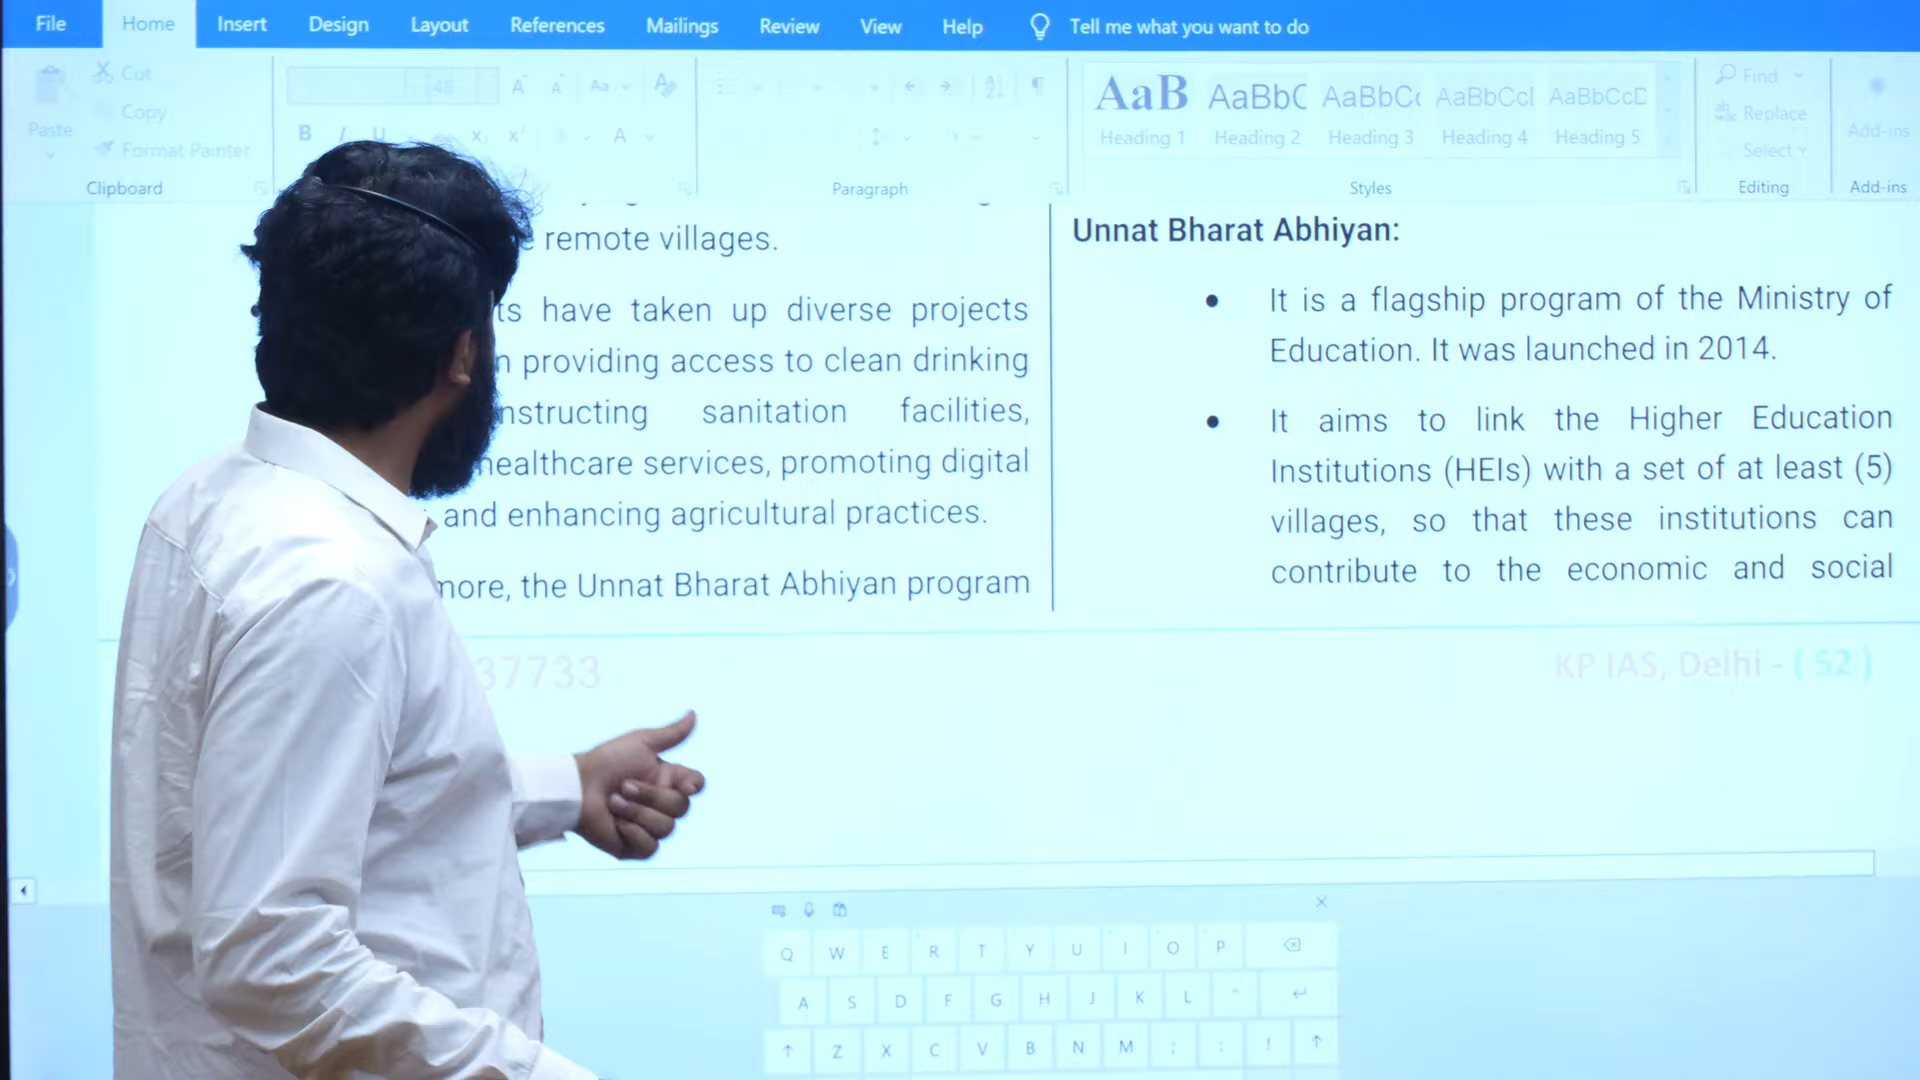 File Home Insert Design Layout References Mailings Review View Help Tell me what you want to do
Cut
Copy
Paste
Format Painter
Clipboard
48
Aa
B I U
A
Paragraph
AaB AaBbC AaBbCc AaBbCcI AaBbCcD
Heading 1 Heading 2 Heading 3 Heading 4 Heading 5
Styles
Find
Replace
Select
Editing
Add-ins
Add-ins
remote villages.
have taken up diverse projects
providing access to clean drinking
sanitation facilities,
healthcare services, promoting digital
and enhancing agricultural practices.
more, the Unnat Bharat Abhiyan program
Unnat Bharat Abhiyan:
• It is a flagship program of the Ministry of
Education. It was launched in 2014.
• It aims to link the Higher Education
Institutions (HEIs) with a set of at least (5)
villages, so that these institutions can
contribute to the economic and social
37733
KP IAS, Delhi - ( 52 )
Q W E R T Y U I O P
A S D F G H J K L
Z X C V B N M ; : !